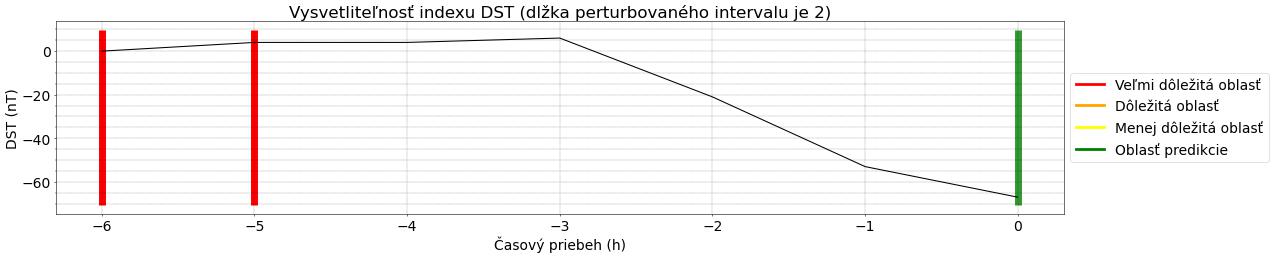 Vysvetliteľnosť indexu DST (dlžka perturbovaného intervalu je 2)
DST (nT)
0
−20
−40
−60
−6 −5 −4 −3 −2 −1 0
Časový priebeh (h)
Veľmi dôležitá oblasť
Dôležitá oblasť
Menej dôležitá oblasť
Oblasť predikcie